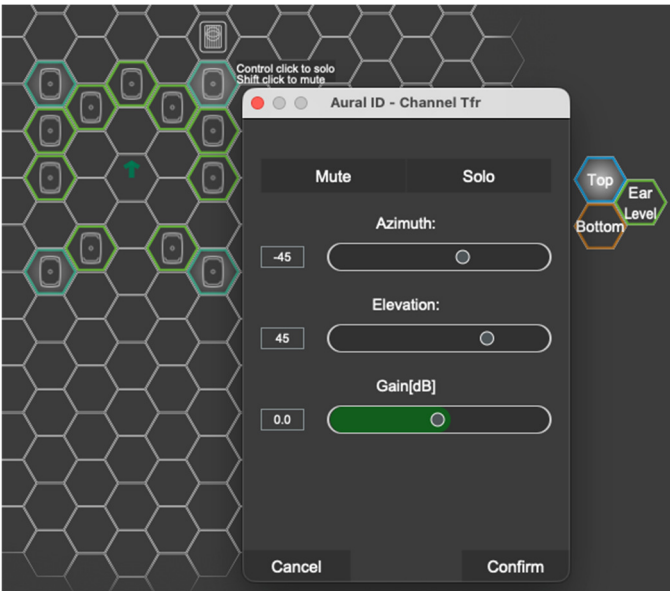 Control click to solo
Shift click to mute
Aural ID - Channel Tfr
Mute Solo
Azimuth:
-45
Elevation:
45
Gain[dB]
0.0
Cancel Confirm
Top
Ear
Level
Bottom